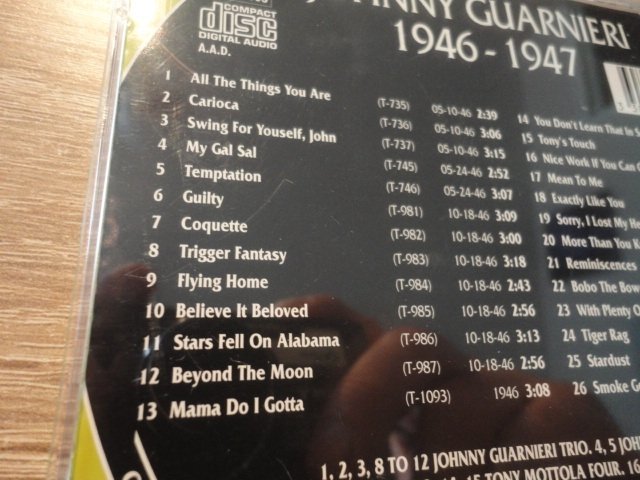 JOHNNY GUARNIERI
1946 - 1947
COMPACT
disc
DIGITAL AUDIO
A.A.D.
1 All The Things You Are (T-735) 05-10-46 2:39
2 Carioca (T-736) 05-10-46 3:06
3 Swing For Youself, John (T-737) 05-10-46 3:15
4 My Gal Sal (T-745) 05-24-46 2:52
5 Temptation (T-746) 05-24-46 3:07
6 Guilty (T-981) 10-18-46 3:09
7 Coquette (T-982) 10-18-46 3:00
8 Trigger Fantasy (T-983) 10-18-46 3:18
9 Flying Home (T-984) 10-18-46 2:43
10 Believe It Beloved (T-985) 10-18-46 2:56
11 Stars Fell On Alabama (T-986) 10-18-46 3:13
12 Beyond The Moon (T-987) 10-18-46 2:56
13 Mama Do I Gotta (T-1093) 1946 3:08
14 You Don't Learn That In
15 Tony's Touch
16 Nice Work If You Can
17 Mean To Me
18 Exactly Like You
19 Sorry, I Lost My He
20 More Than You
21 Reminiscences
22 Bobo The Bow
23 With Plenty O
24 Tiger Rag
25 Stardust
26 Smoke Ge
1, 2, 3, 8 TO 12 JOHNNY GUARNIERI TRIO. 4, 5 JOH
15 TONY MOTTOLA FOUR. 16